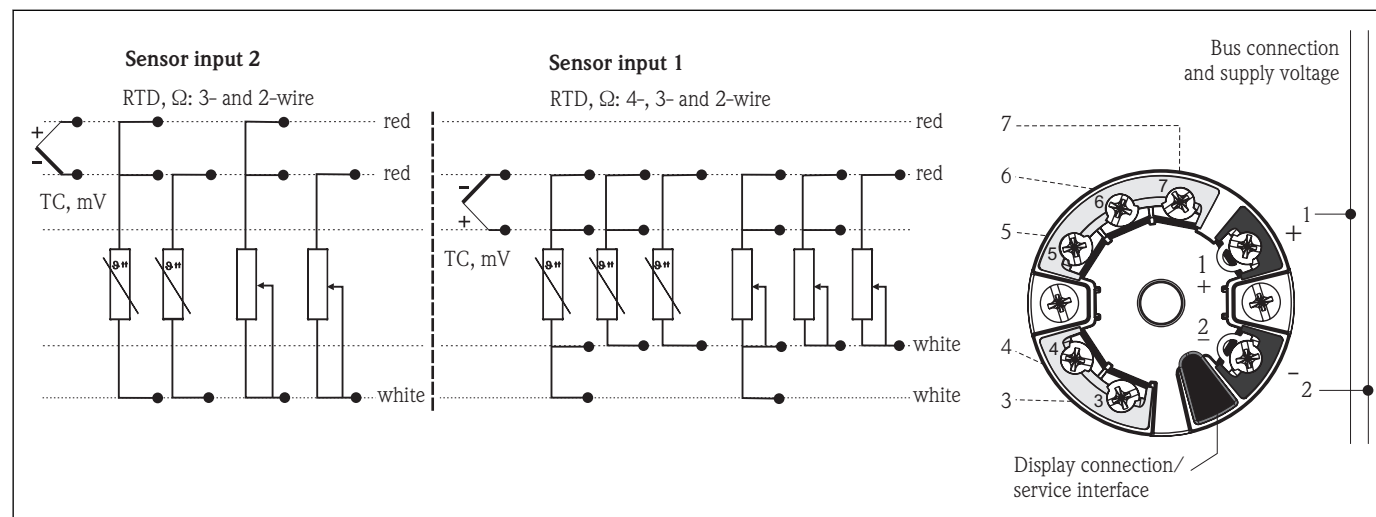 Sensor input 2
RTD, Ω: 3- and 2-wire
+
-
TC, mV
red
red
white
ϑ
ϑ
Sensor input 1
RTD, Ω: 4-, 3- and 2-wire
red
red
-
+
TC, mV
ϑ
ϑ
ϑ
white
white
Bus connection
and supply voltage
7
6
5
4
3
7
6
5
4
3
1
+
2
-
+
1
-
2
Display connection/
service interface